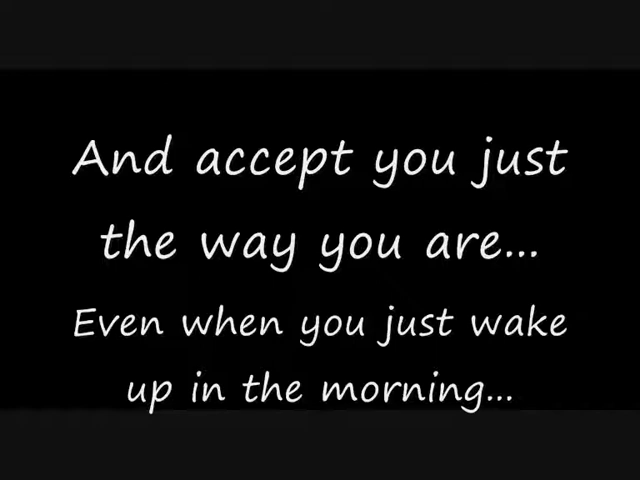 And accept you just
the way you are...
Even when you just wake
up in the morning...